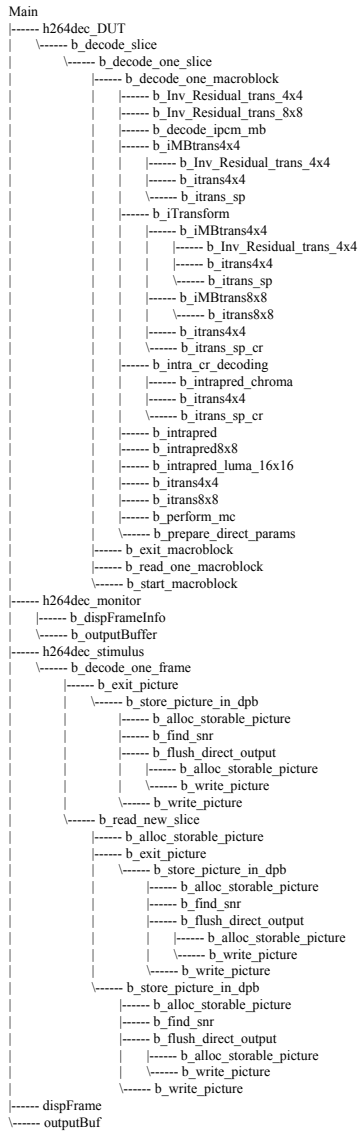 Main
|------ h264dec_DUT
|       \------ b_decode_slice
|               \------ b_decode_one_slice
|                       |------ b_decode_one_macroblock
|                       |       |------ b_Inv_Residual_trans_4x4
|                       |       |------ b_Inv_Residual_trans_8x8
|                       |       |------ b_decode_ipcm_mb
|                       |       |------ b_iMBtrans4x4
|                       |       |       |------ b_Inv_Residual_trans_4x4
|                       |       |       |------ b_itrans4x4
|                       |       |       \------ b_itrans_sp
|                       |       |------ b_iTransform
|                       |       |       |------ b_iMBtrans4x4
|                       |       |       |       |------ b_Inv_Residual_trans_4x4
|                       |       |       |       |------ b_itrans4x4
|                       |       |       |       \------ b_itrans_sp
|                       |       |       |------ b_iMBtrans8x8
|                       |       |       |       \------ b_itrans8x8
|                       |       |       |------ b_itrans4x4
|                       |       |       \------ b_itrans_sp_cr
|                       |       |------ b_intra_cr_decoding
|                       |       |       |------ b_intrapred_chroma
|                       |       |       |------ b_itrans4x4
|                       |       |       \------ b_itrans_sp_cr
|                       |       |------ b_intrapred
|                       |       |------ b_intrapred8x8
|                       |       |------ b_intrapred_luma_16x16
|                       |       |------ b_itrans4x4
|                       |       |------ b_itrans8x8
|                       |       |------ b_perform_mc
|                       |       \------ b_prepare_direct_params
|                       |------ b_exit_macroblock
|                       |------ b_read_one_macroblock
|                       \------ b_start_macroblock
|------ h264dec_monitor
|       |------ b_dispFrameInfo
|       \------ b_outputBuffer
|------ h264dec_stimulus
|       \------ b_decode_one_frame
|               |------ b_exit_picture
|               |       \------ b_store_picture_in_dpb
|               |               |------ b_alloc_storable_picture
|               |               |------ b_find_snr
|               |               |------ b_flush_direct_output
|               |               |       |------ b_alloc_storable_picture
|               |               |       \------ b_write_picture
|               |               \------ b_write_picture
|               \------ b_read_new_slice
|                       |------ b_alloc_storable_picture
|                       |------ b_exit_picture
|                       |       \------ b_store_picture_in_dpb
|                       |               |------ b_alloc_storable_picture
|                       |               |------ b_find_snr
|                       |               |------ b_flush_direct_output
|                       |               |       |------ b_alloc_storable_picture
|                       |               |       \------ b_write_picture
|                       |               \------ b_write_picture
|                       \------ b_store_picture_in_dpb
|                               |------ b_alloc_storable_picture
|                               |------ b_find_snr
|                               |------ b_flush_direct_output
|                               |       |------ b_alloc_storable_picture
|                               |       \------ b_write_picture
|                               \------ b_write_picture
|------ dispFrame
\------ outputBuf